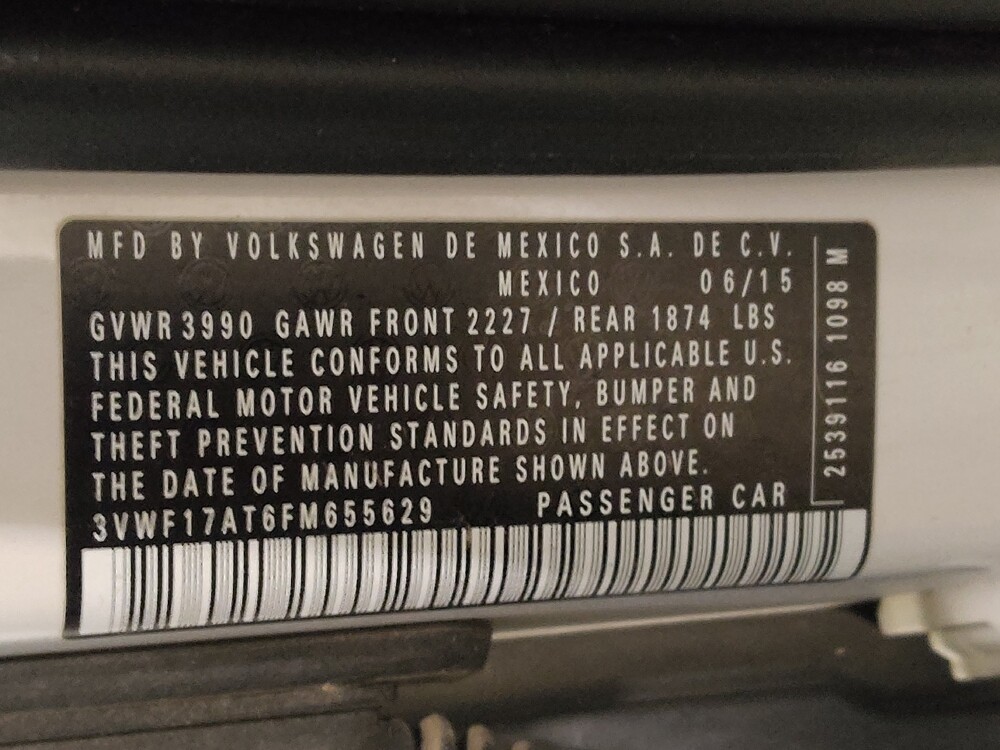 MFD BY VOLKSWAGEN DE MEXICO S.A. DE C.V.
MEXICO 06/15
GVWR 3990 GAWR FRONT 2227 / REAR 1874 LBS
THIS VEHICLE CONFORMS TO ALL APPLICABLE U.S.
FEDERAL MOTOR VEHICLE SAFETY, BUMPER AND
THEFT PREVENTION STANDARDS IN EFFECT ON
THE DATE OF MANUFACTURE SHOWN ABOVE.
3VWF17AT6FM655629 PASSENGER CAR
2539116 1098 M